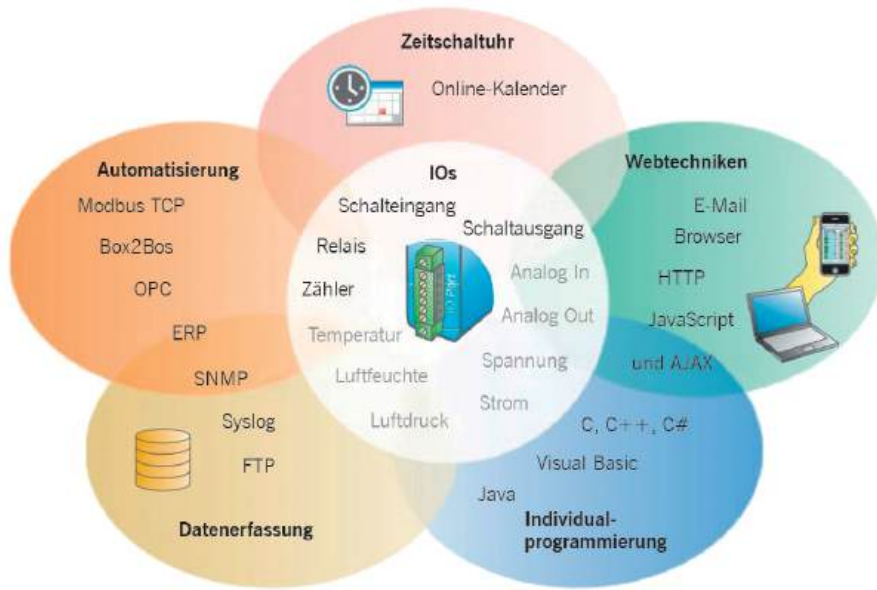 Zeitschaltuhr
Online-Kalender
Automatisierung
Modbus TCP
Box2Bos
OPC
ERP
SNMP
IOs
Schalteingang
Schaltausgang
Relais
Analog In
Zähler
Analog Out
Temperatur
Spannung
Luftfeuchte
Strom
Luftdruck
IO Port
Webtechniken
E-Mail
Browser
HTTP
JavaScript
und AJAX
Syslog
FTP
Datenerfassung
C, C++, C#
Visual Basic
Java
Individual-
programmierung